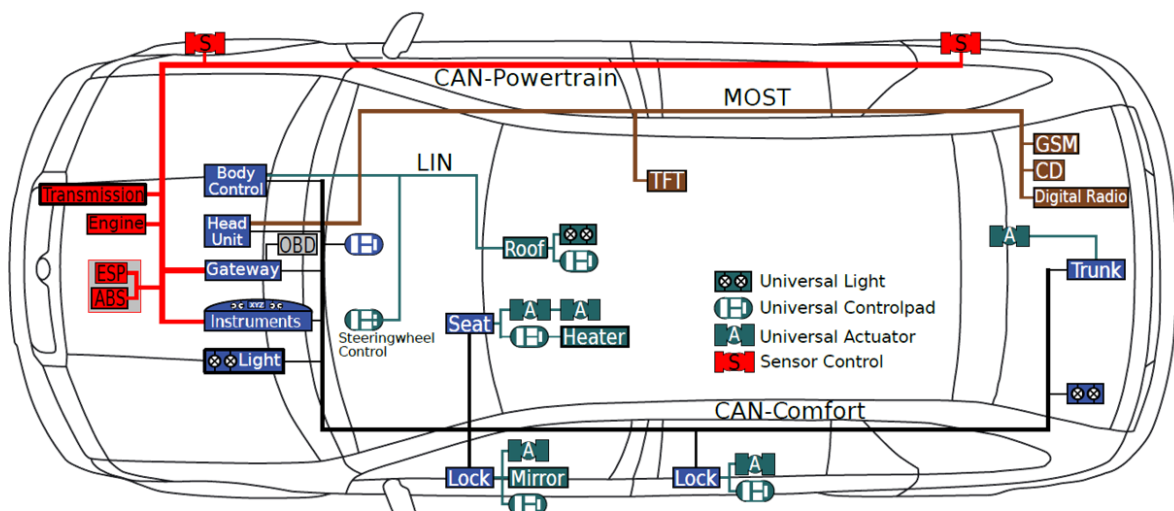 S
S
CAN-Powertrain
MOST
GSM
CD
Digital Radio
TFT
LIN
Body
Control
Transmission
Engine
Head
Unit
OBD
Gateway
ESP
ABS
XYZ
Instruments
Light
Steeringwheel
Control
Roof
Seat
A
A
Heater
A
Trunk
Universal Light
Universal Controlpad
A
Universal Actuator
S
Sensor Control
CAN-Comfort
A
Lock
Mirror
A
Lock